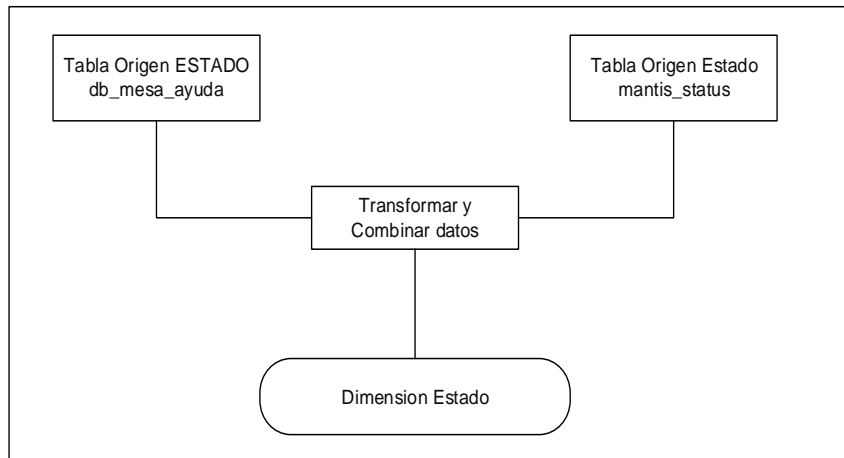 Tabla Origen ESTADO
db_mesa_ayuda
Tabla Origen Estado
mantis_status
Transformar y
Combinar datos
Dimension Estado